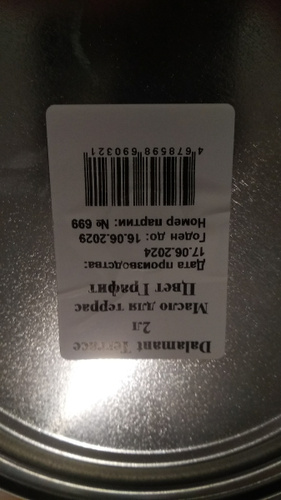 Dalamant Terrace
2л
Масло для террас
Цвет Графит
Дата производства:
17.06.2024
Годен до: 16.06.2029
Номер партии: № 699
4 678598 690321